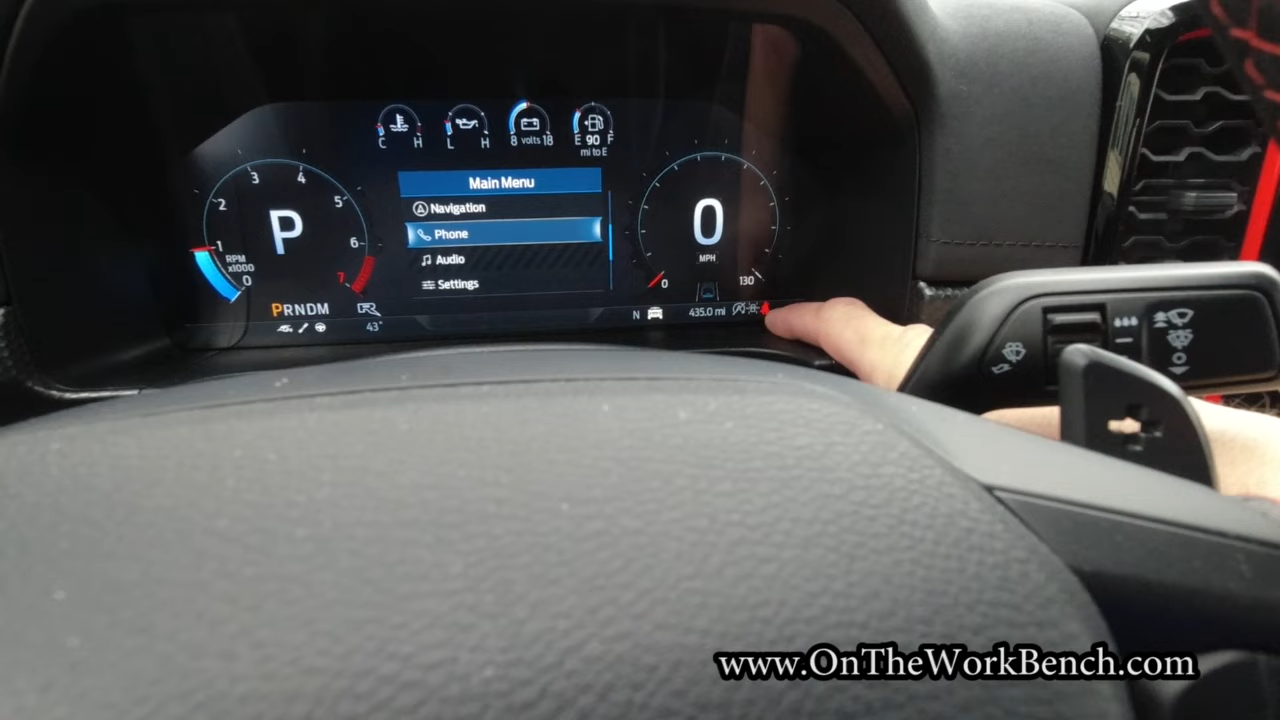 C H
L H
8 volts 18
E 90 F
mi to E
Main Menu
Navigation
Phone
Audio
Settings
1 2 3 4 5 6 7
P
RPM
x1000
0
0
MPH
0 130
PRNDM R
43°
N 435.0 mi
www.OnTheWorkBench.com